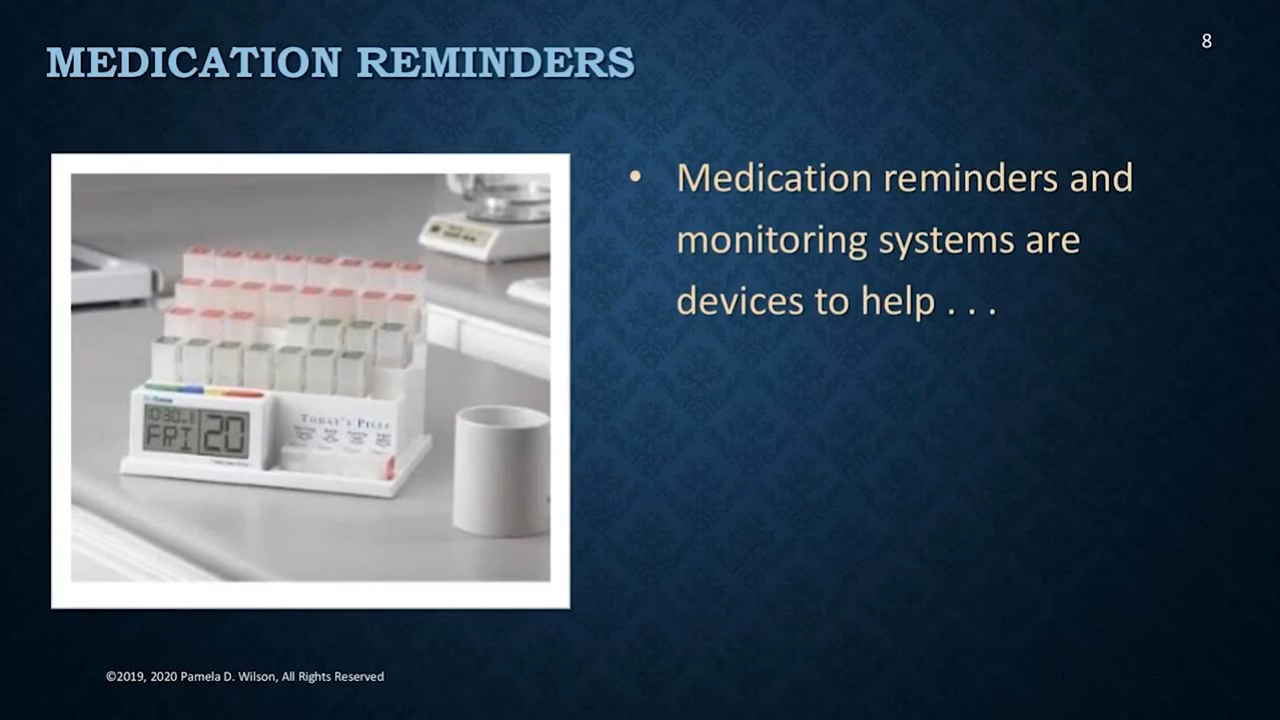 MEDICATION REMINDERS
8
• Medication reminders and
monitoring systems are
devices to help . . .
TODAY'S PILLS
FRI 20
©2019, 2020 Pamela D. Wilson, All Rights Reserved